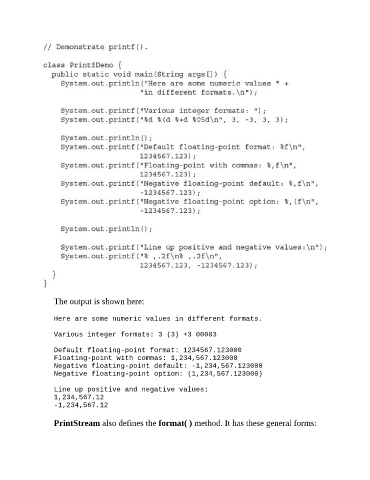 // Demonstrate printf().
class PrintfDemo {
public static void main(String args[]) {
System.out.println("Here are some numeric values " +
"in different formats.\n");
System.out.printf("Various integer formats: ");
System.out.printf("%d %(d %+d %05d\n", 3, -3, 3, 3);
System.out.println();
System.out.printf("Default floating-point format: %f\n",
1234567.123);
System.out.printf("Floating-point with commas: %,f\n",
1234567.123);
System.out.printf("Negative floating-point default: %,f\n",
-1234567.123);
System.out.printf("Negative floating-point option: %,(f\n",
-1234567.123);
System.out.println();
System.out.printf("Line up positive and negative values:\n");
System.out.printf("% ,.2f\n% ,.2f\n",
1234567.123, -1234567.123);
}
}
The output is shown here:
Here are some numeric values in different formats.
Various integer formats: 3 (3) +3 00003
Default floating-point format: 1234567.123000
Floating-point with commas: 1,234,567.123000
Negative floating-point default: -1,234,567.123000
Negative floating-point option: (1,234,567.123000)
Line up positive and negative values:
1,234,567.12
-1,234,567.12
PrintStream also defines the format( ) method. It has these general forms: